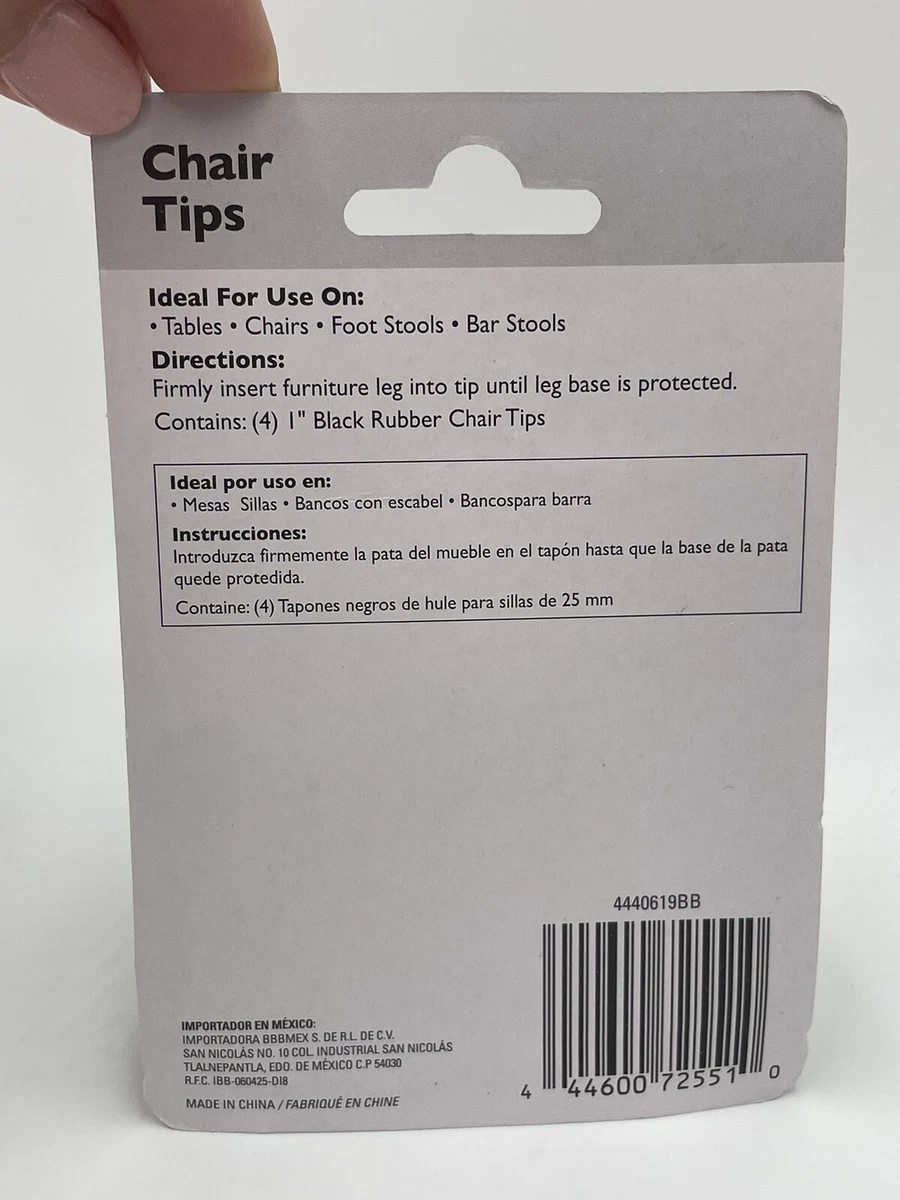 Chair
Tips
Ideal For Use On:
• Tables • Chairs • Foot Stools • Bar Stools
Directions:
Firmly insert furniture leg into tip until leg base is protected.
Contains: (4) 1" Black Rubber Chair Tips
Ideal por uso en:
• Mesas Sillas • Bancos con escabel • Bancospara barra
Instrucciones:
Introduzca firmemente la pata del mueble en el tapón hasta que la base de la pata
quede protedida.
Containe: (4) Tapones negros de hule para sillas de 25 mm
4440619BB
IMPORTADOR EN MÉXICO:
IMPORTADORA BBBMEX S. DE R.L. DE C.V.
SAN NICOLÁS NO. 10 COL. INDUSTRIAL SAN NICOLÁS
TLALNEPANTLA, EDO. DE MÉXICO C.P 54030
R.F.C. IBB-060425-DI8
MADE IN CHINA / FABRIQUÉ EN CHINE
4 44600 72551 0